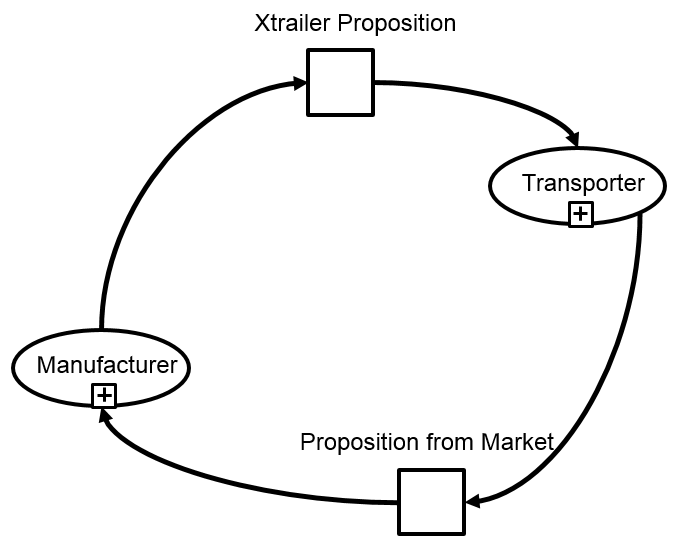 Xtrailer Proposition
Transporter
Manufacturer
Proposition from Market